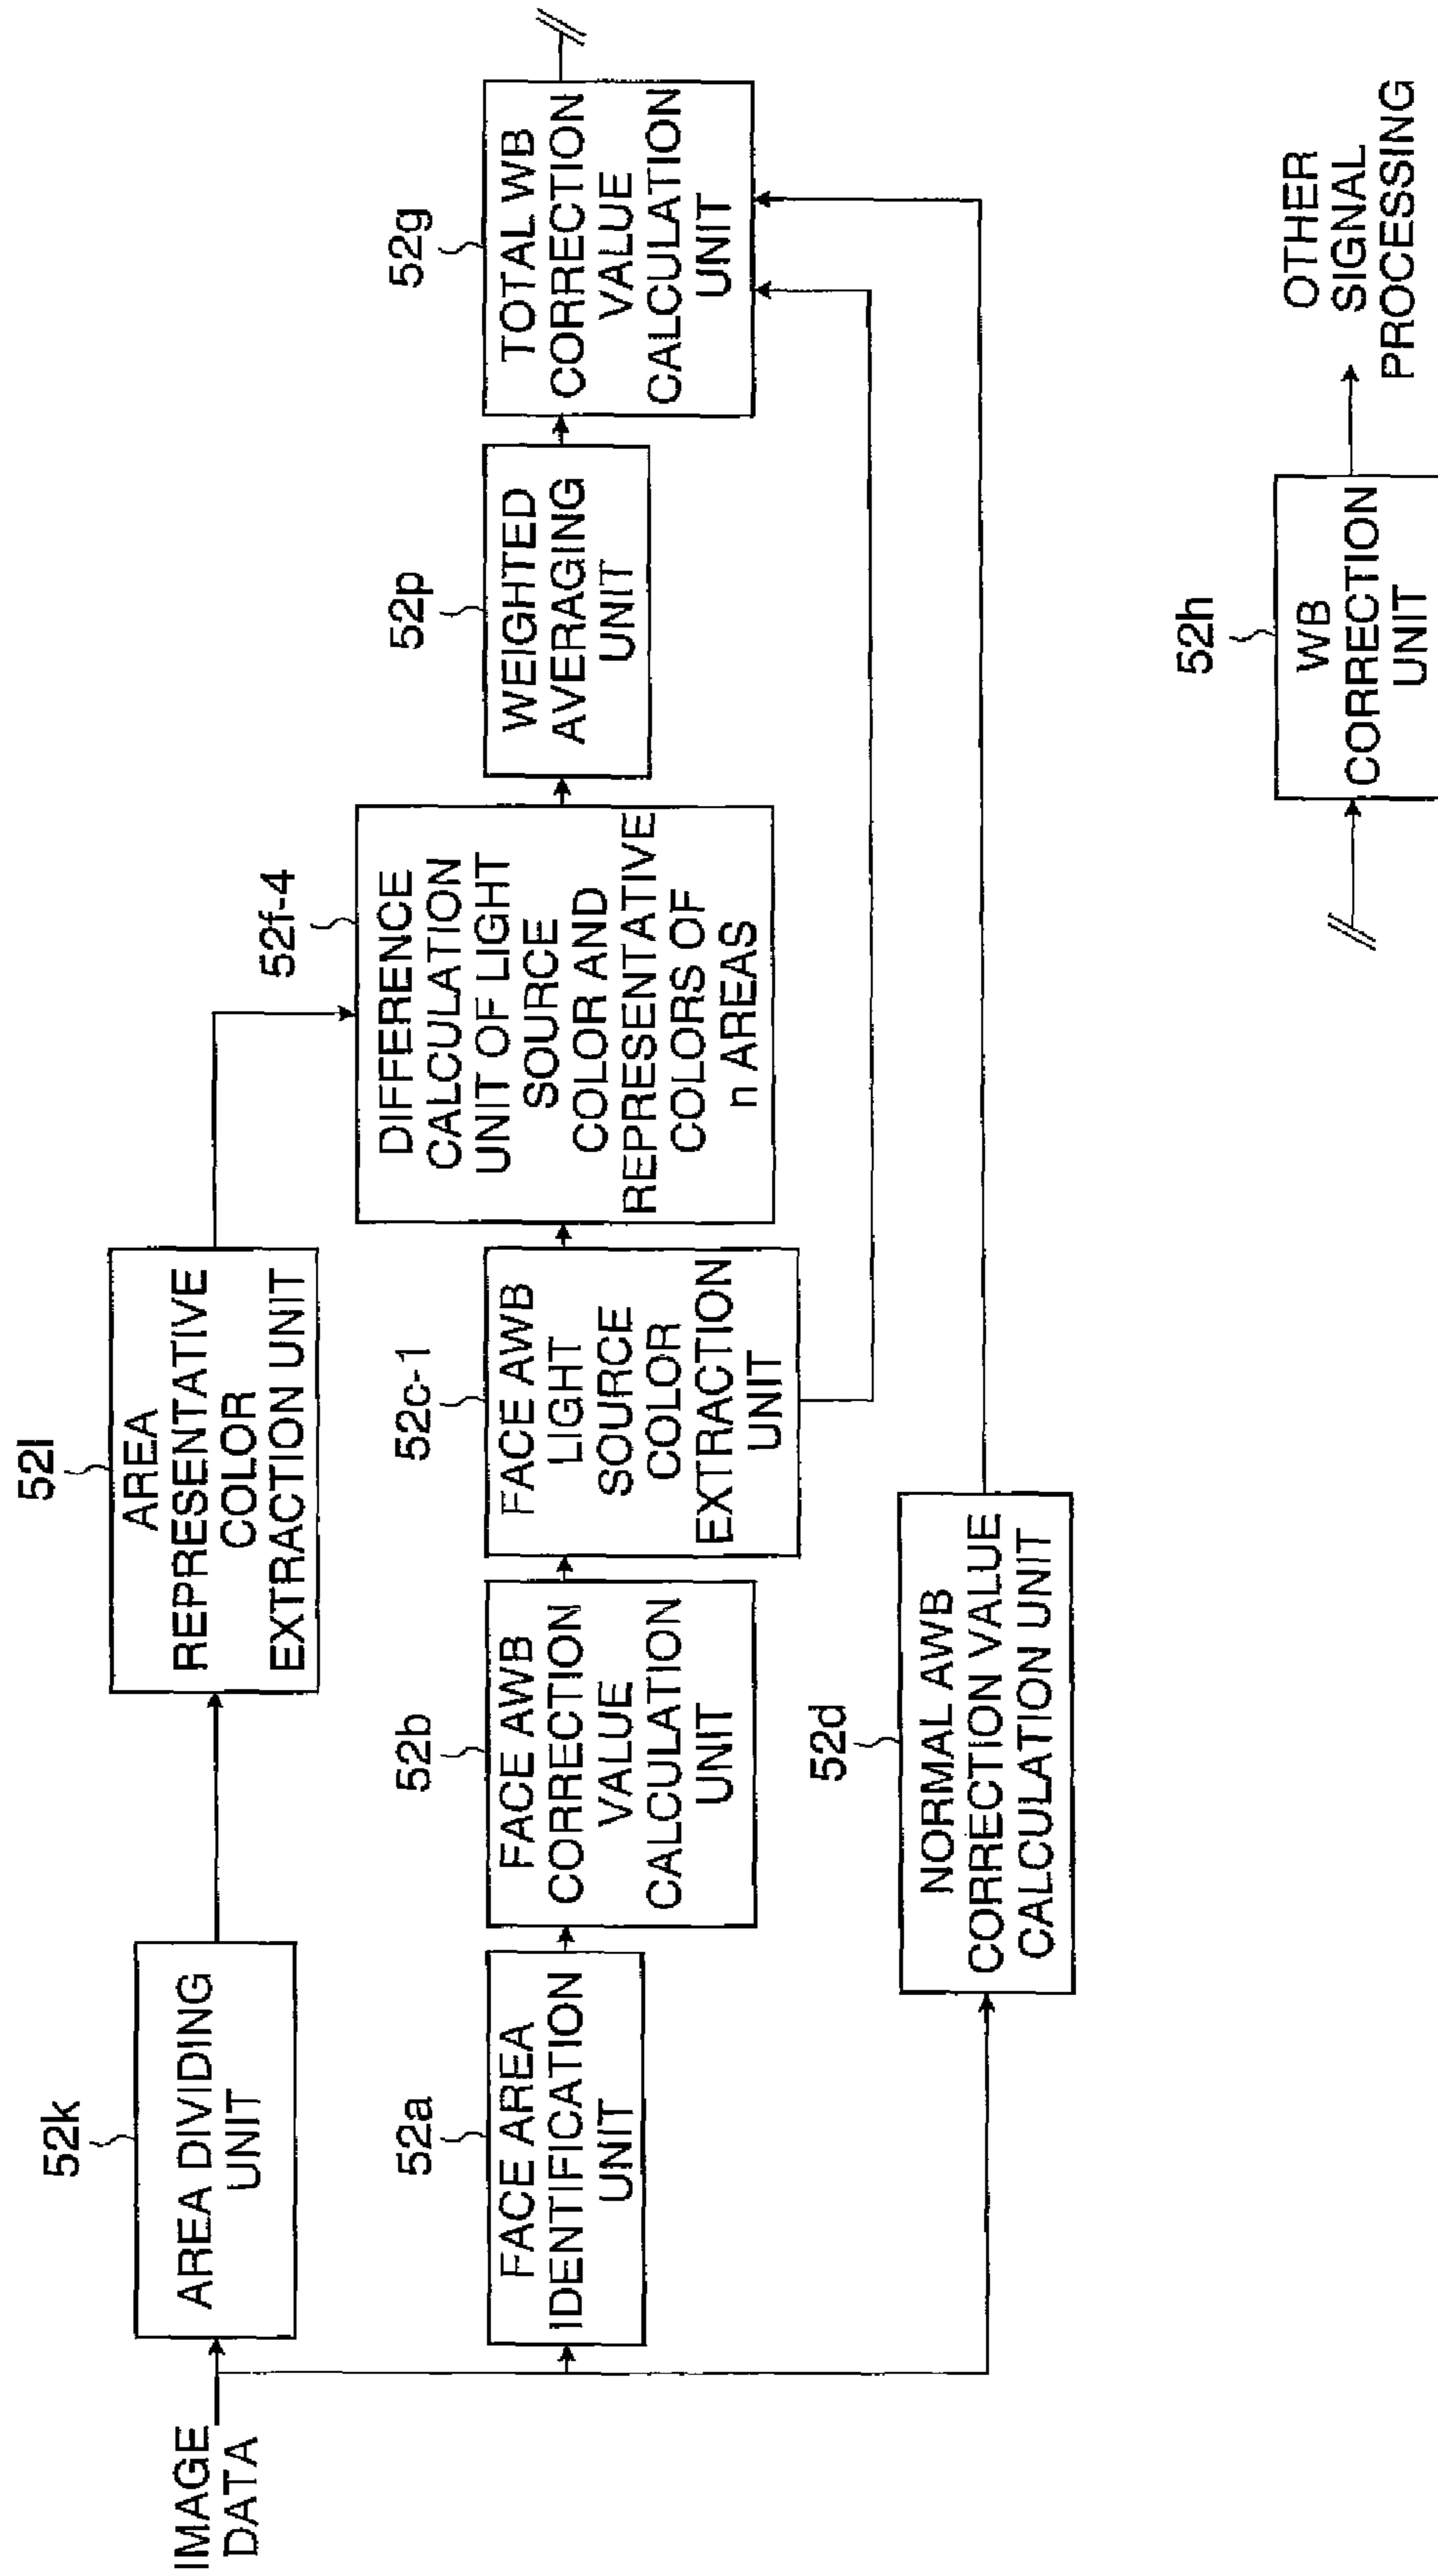 IMAGE
DATA
52k
AREA DIVIDING
UNIT
52l
AREA
REPRESENTATIVE
COLOR
EXTRACTION UNIT
52a
FACE AREA
IDENTIFICATION
UNIT
52b
FACE AWB
CORRECTION
VALUE
CALCULATION
UNIT
52c-1
FACE AWB
LIGHT
SOURCE
COLOR
EXTRACTION
UNIT
52f-4
DIFFERENCE
CALCULATION
UNIT OF LIGHT
SOURCE
COLOR AND
REPRESENTATIVE
COLORS OF
n AREAS
52p
WEIGHTED
AVERAGING
UNIT
52g
TOTAL WB
CORRECTION
VALUE
CALCULATION
UNIT
52d
NORMAL AWB
CORRECTION VALUE
CALCULATION UNIT
52h
WB
CORRECTION
UNIT
OTHER
SIGNAL
PROCESSING